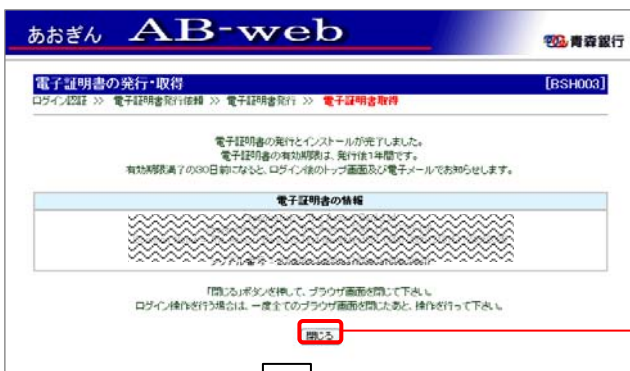 あおぎん AB-web
青森銀行
電子証明書の発行・取得 [BSH003]
ログイン認証 >> 電子証明書発行依頼 >> 電子証明書発行 >> 電子証明書取得
電子証明書の発行とインストールが完了しました。
電子証明書の有効期限は、発行後1年間です。
有効期限満了の30日前になると、ログイン後のトップ画面及び電子メールでお知らせします。
電子証明書の情報
「閉じる」ボタンを押して、ブラウザ画面を閉じて下さい。
ログイン操作を行う場合は、一度全てのブラウザ画面を閉じたあと、操作を行って下さい。
閉じる